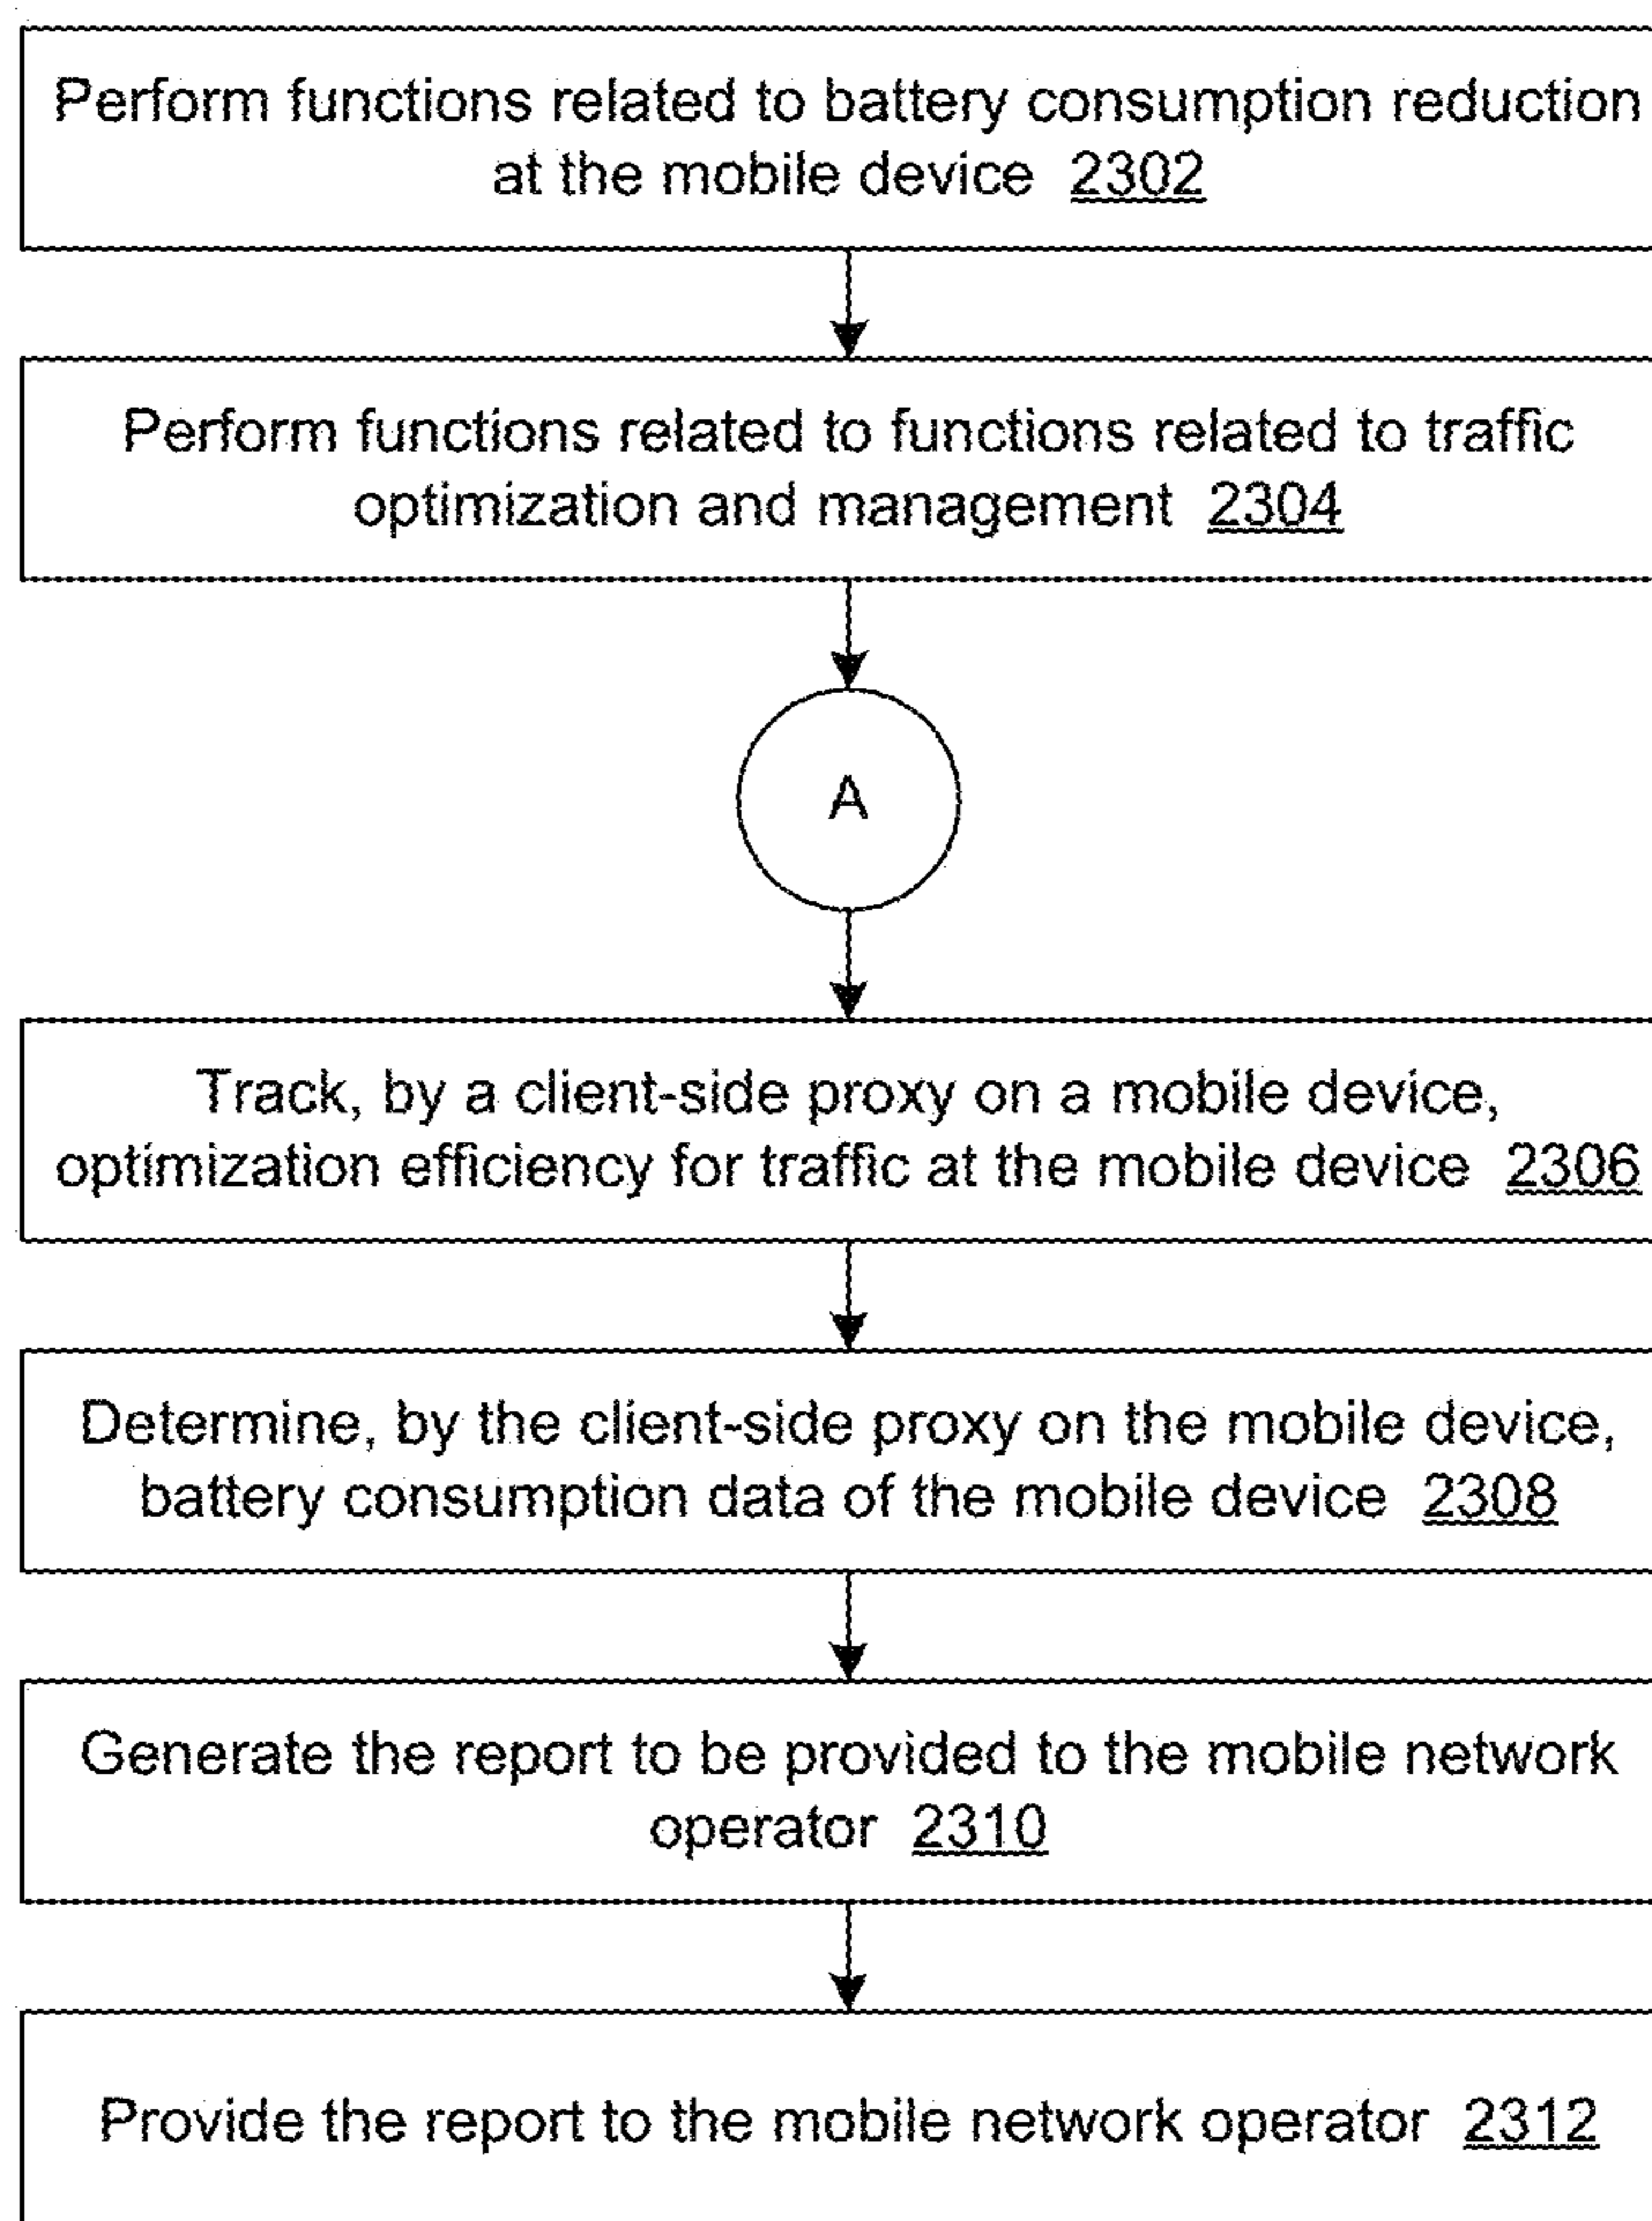 Perform functions related to battery consumption reduction
at the mobile device 2302
Perform functions related to functions related to traffic
optimization and management 2304
A
Track, by a client-side proxy on a mobile device,
optimization efficiency for traffic at the mobile device 2306
Determine, by the client-side proxy on the mobile device,
battery consumption data of the mobile device 2308
Generate the report to be provided to the mobile network
operator 2310
Provide the report to the mobile network operator 2312